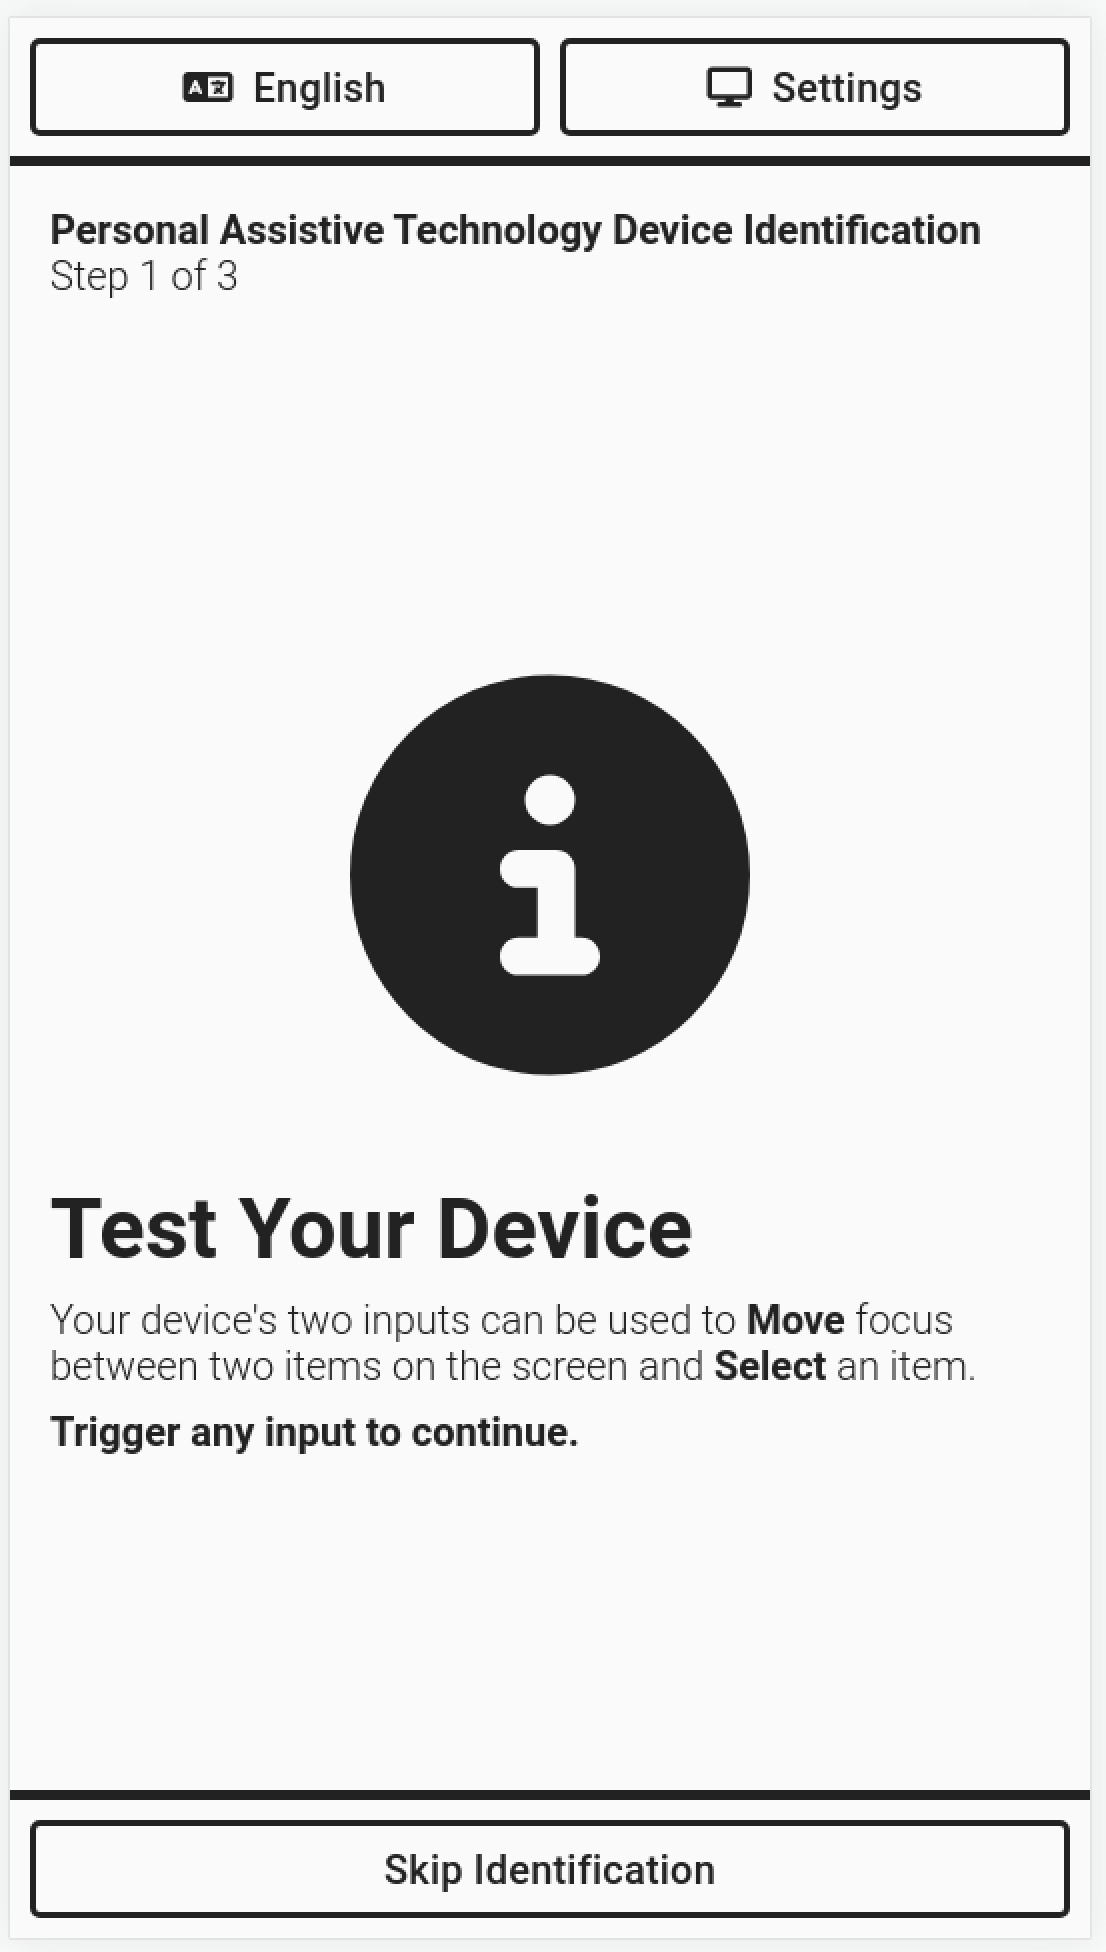 English
Settings
Personal Assistive Technology Device Identification
Step 1 of 3
Test Your Device
Your device's two inputs can be used to Move focus
between two items on the screen and Select an item.
Trigger any input to continue.
Skip Identification